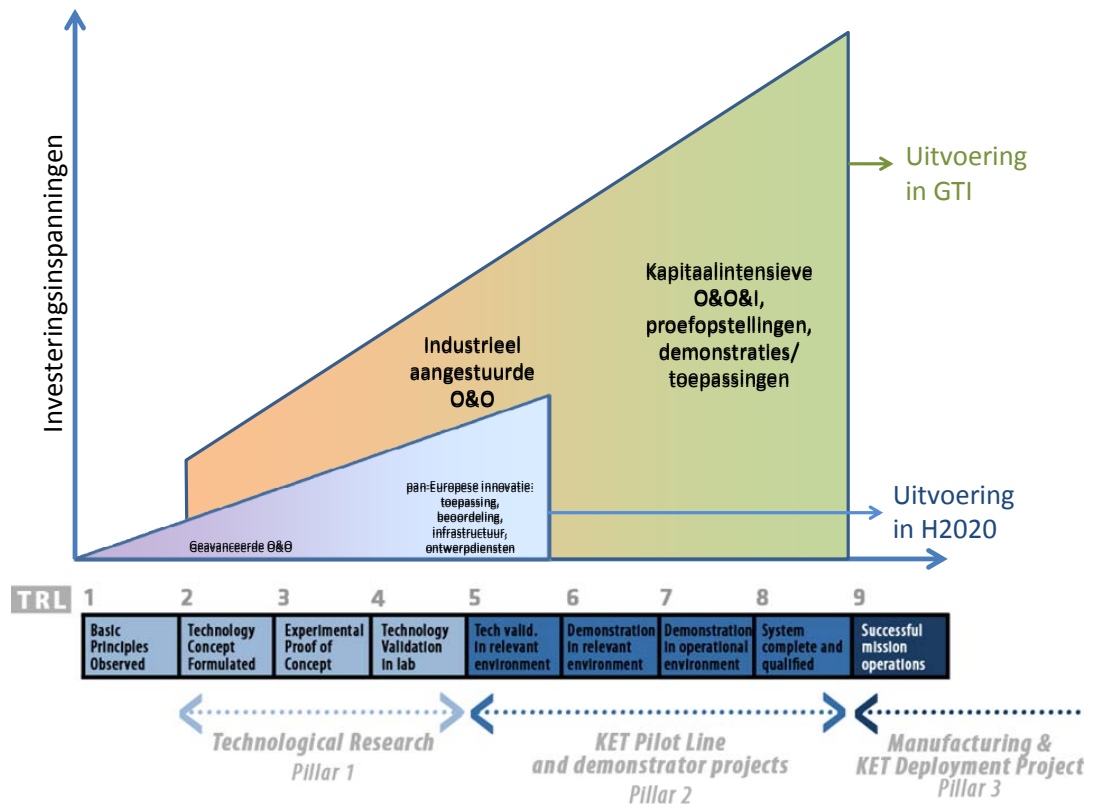 Investeringsinspanningen
Uitvoering
in GTI
Kapitaalintensieve
O&O&I,
proefopstellingen,
demonstraties/
toepassingen
Industrieel
aangestuurde
O&O
pan-Europese innovatie:
toepassing,
beoordeling,
infrastructuur,
ontwerpdiensten
Geavanceerde O&O
Uitvoering
in H2020
TRL 1 2 3 4 5 6 7 8 9
Basic
Principles
Observed
Technology
Concept
Formulated
Experimental
Proof of
Concept
Technology
Validation
in lab
Tech valid.
in relevant
environment
Demonstration
in relevant
environment
Demonstration
in operational
environment
System
complete and
qualified
Successful
mission
operations
Technological Research
Pillar 1
KET Pilot Line
and demonstrator projects
Pillar 2
Manufacturing &
KET Deployment Project
Pillar 3